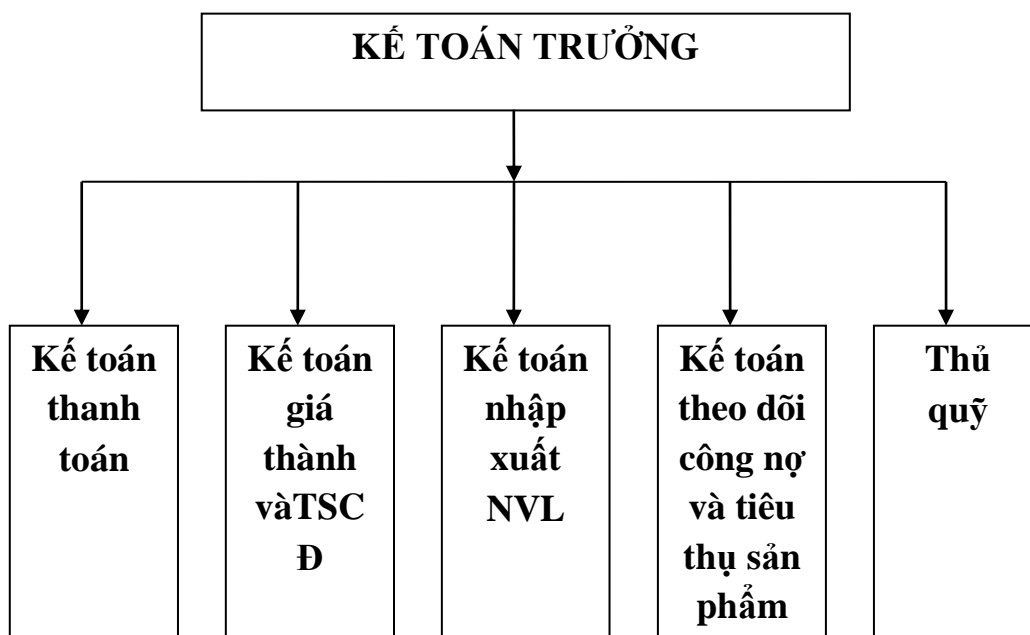 KẾ TOÁN TRƯỞNG
Kế toán
thanh
toán
Kế toán
giá
thành
vàTSC
Đ
Kế toán
nhập
xuất
NVL
Kế toán
theo dõi
công nợ
và tiêu
thụ sản
phẩm
Thủ
quỹ